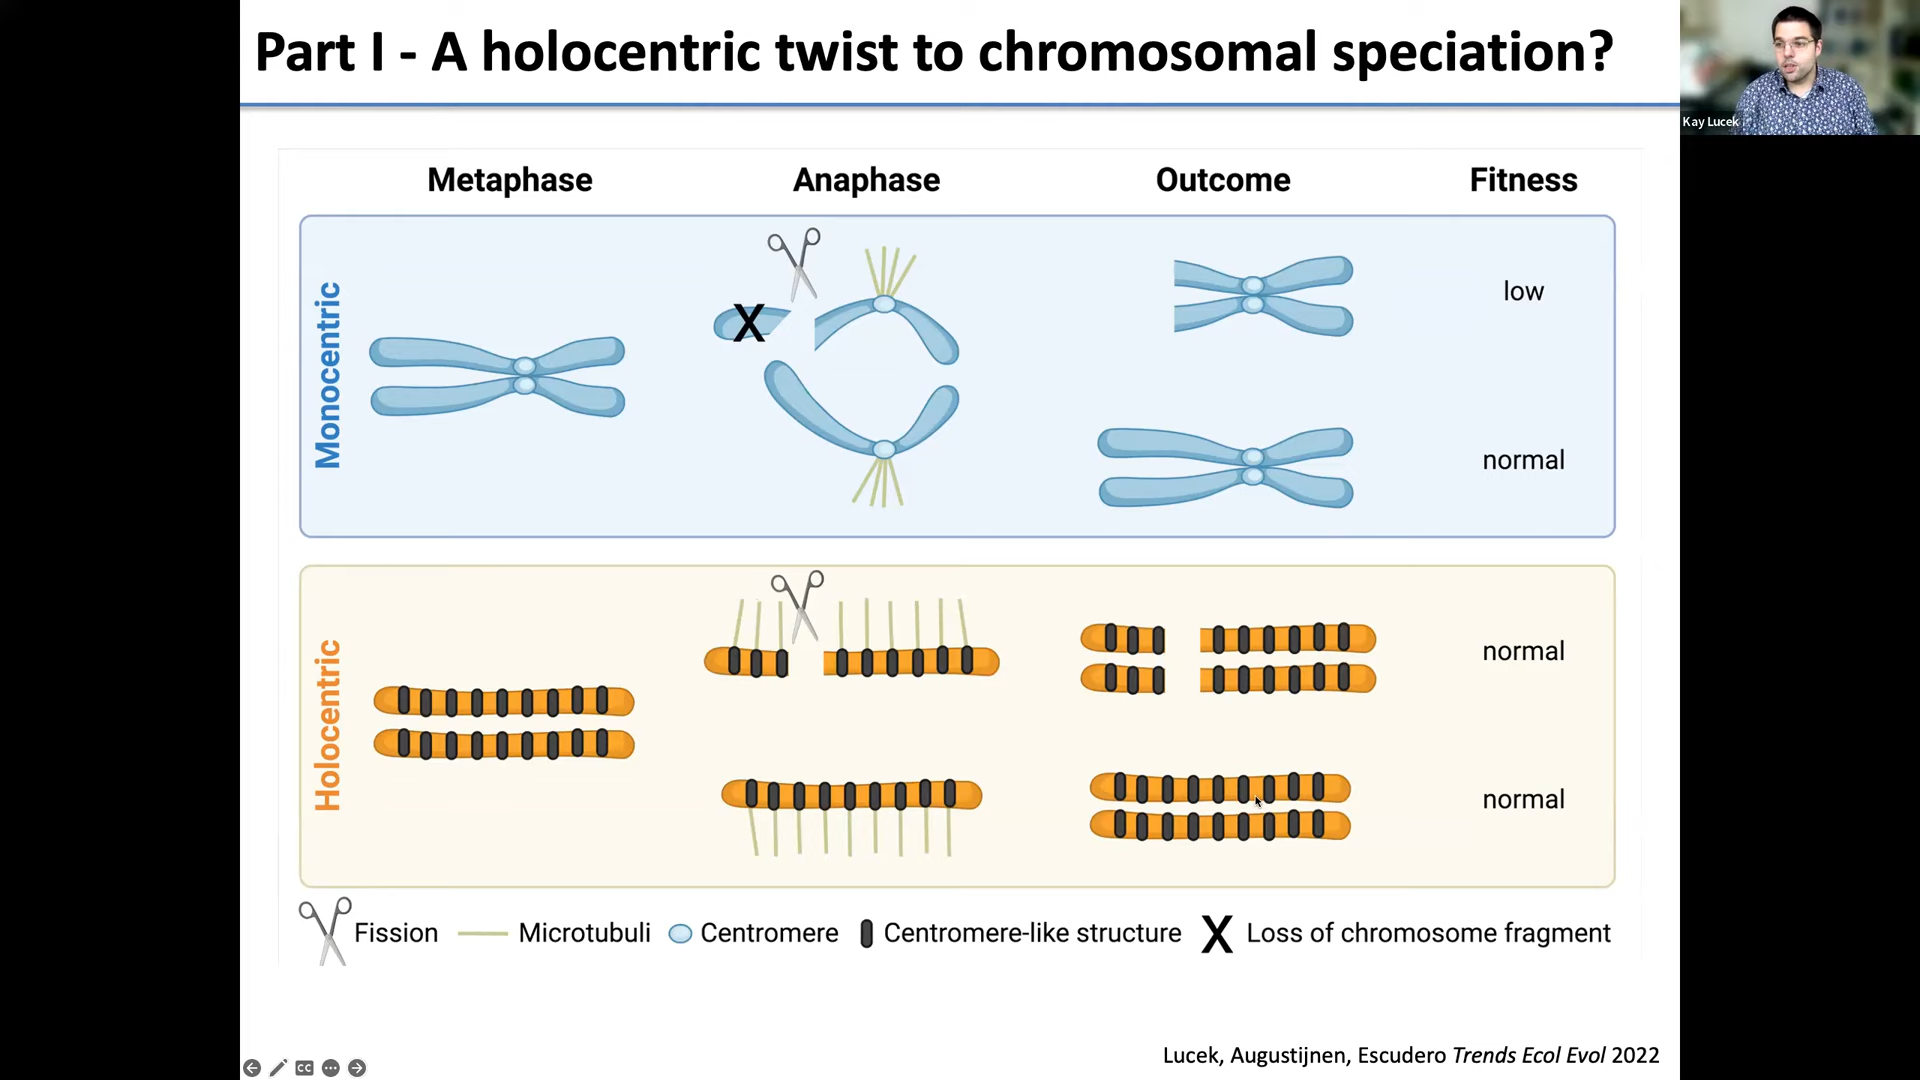 Part I - A holocentric twist to chromosomal speciation?
Kay Lucek
Metaphase Anaphase Outcome Fitness
Monocentric
X
low
normal
Holocentric
normal
normal
Fission Microtubuli Centromere Centromere-like structure X Loss of chromosome fragment
Lucek, Augustijnen, Escudero Trends Ecol Evol 2022
CC